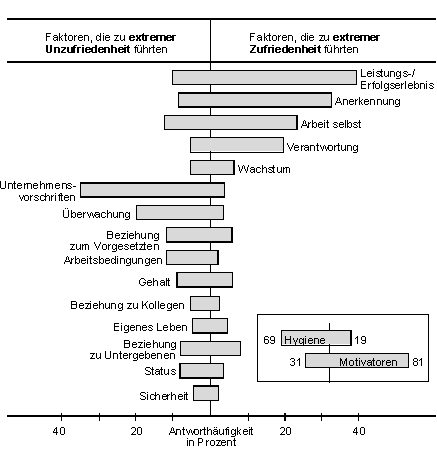 Faktoren, die zu extremer
Unzufriedenheit führten
Faktoren, die zu extremer
Zufriedenheit führten
Leistungs-/
Erfolgserlebnis
Anerkennung
Arbeit selbst
Verantwortung
Wachstum
Unternehmens-
vorschriften
Überwachung
Beziehung
zum Vorgesetzten
Arbeitsbedingungen
Gehalt
Beziehung zu Kollegen
Eigenes Leben
Beziehung
zu Untergebenen
Status
Sicherheit
69 Hygiene 19
31 Motivatoren 81
40 20 Antworthäufigkeit 20 40
in Prozent